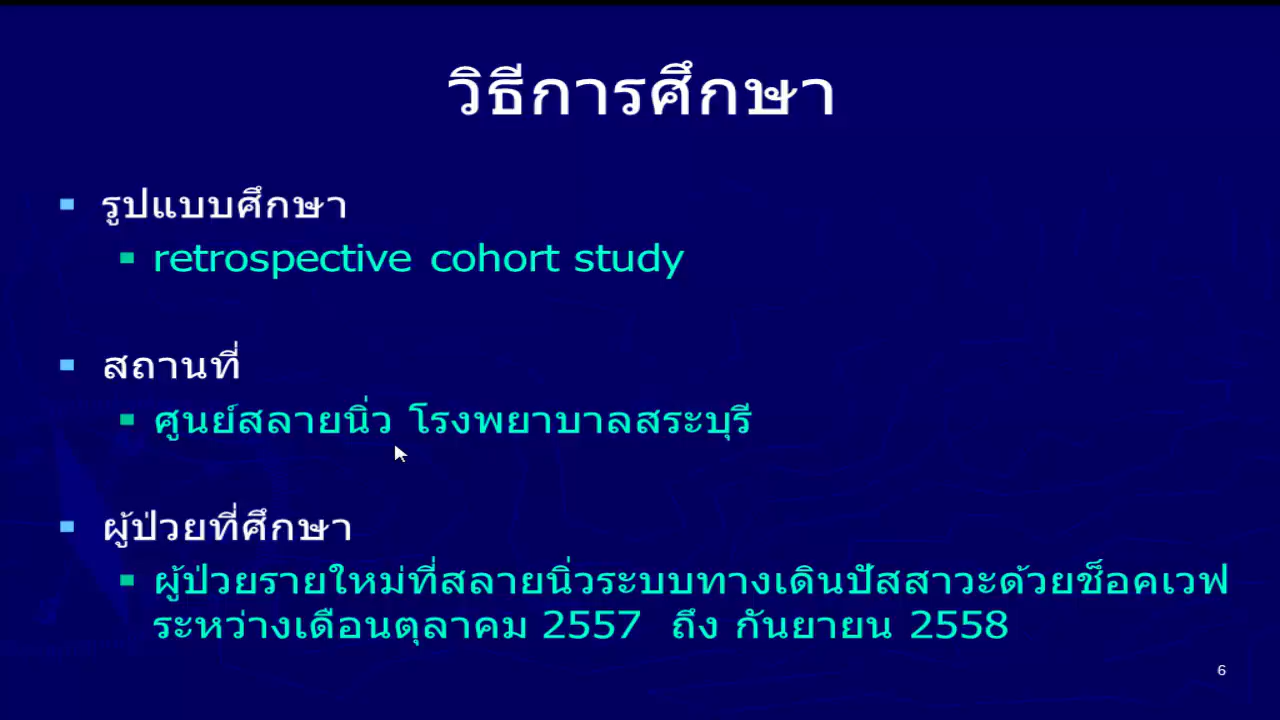 วิธีการศึกษา
รูปแบบศึกษา
retrospective cohort study
สถานที่
ศูนย์สลายนิ่ว โรงพยาบาลสระบุรี
ผู้ป่วยที่ศึกษา
ผู้ป่วยรายใหม่ที่สลายนิ่วระบบทางเดินปัสสาวะด้วยช็อคเวฟ
ระหว่างเดือนตุลาคม 2557 ถึง กันยายน 2558
6